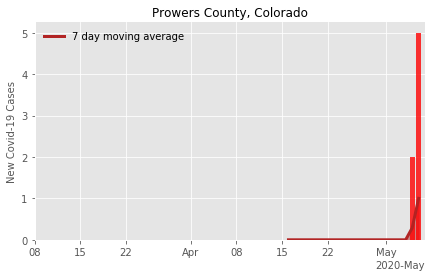 Prowers County, Colorado
7 day moving average
New Covid-19 Cases
5
4
3
2
1
0
08 15 22 Apr 08 15 22 May
2020-May